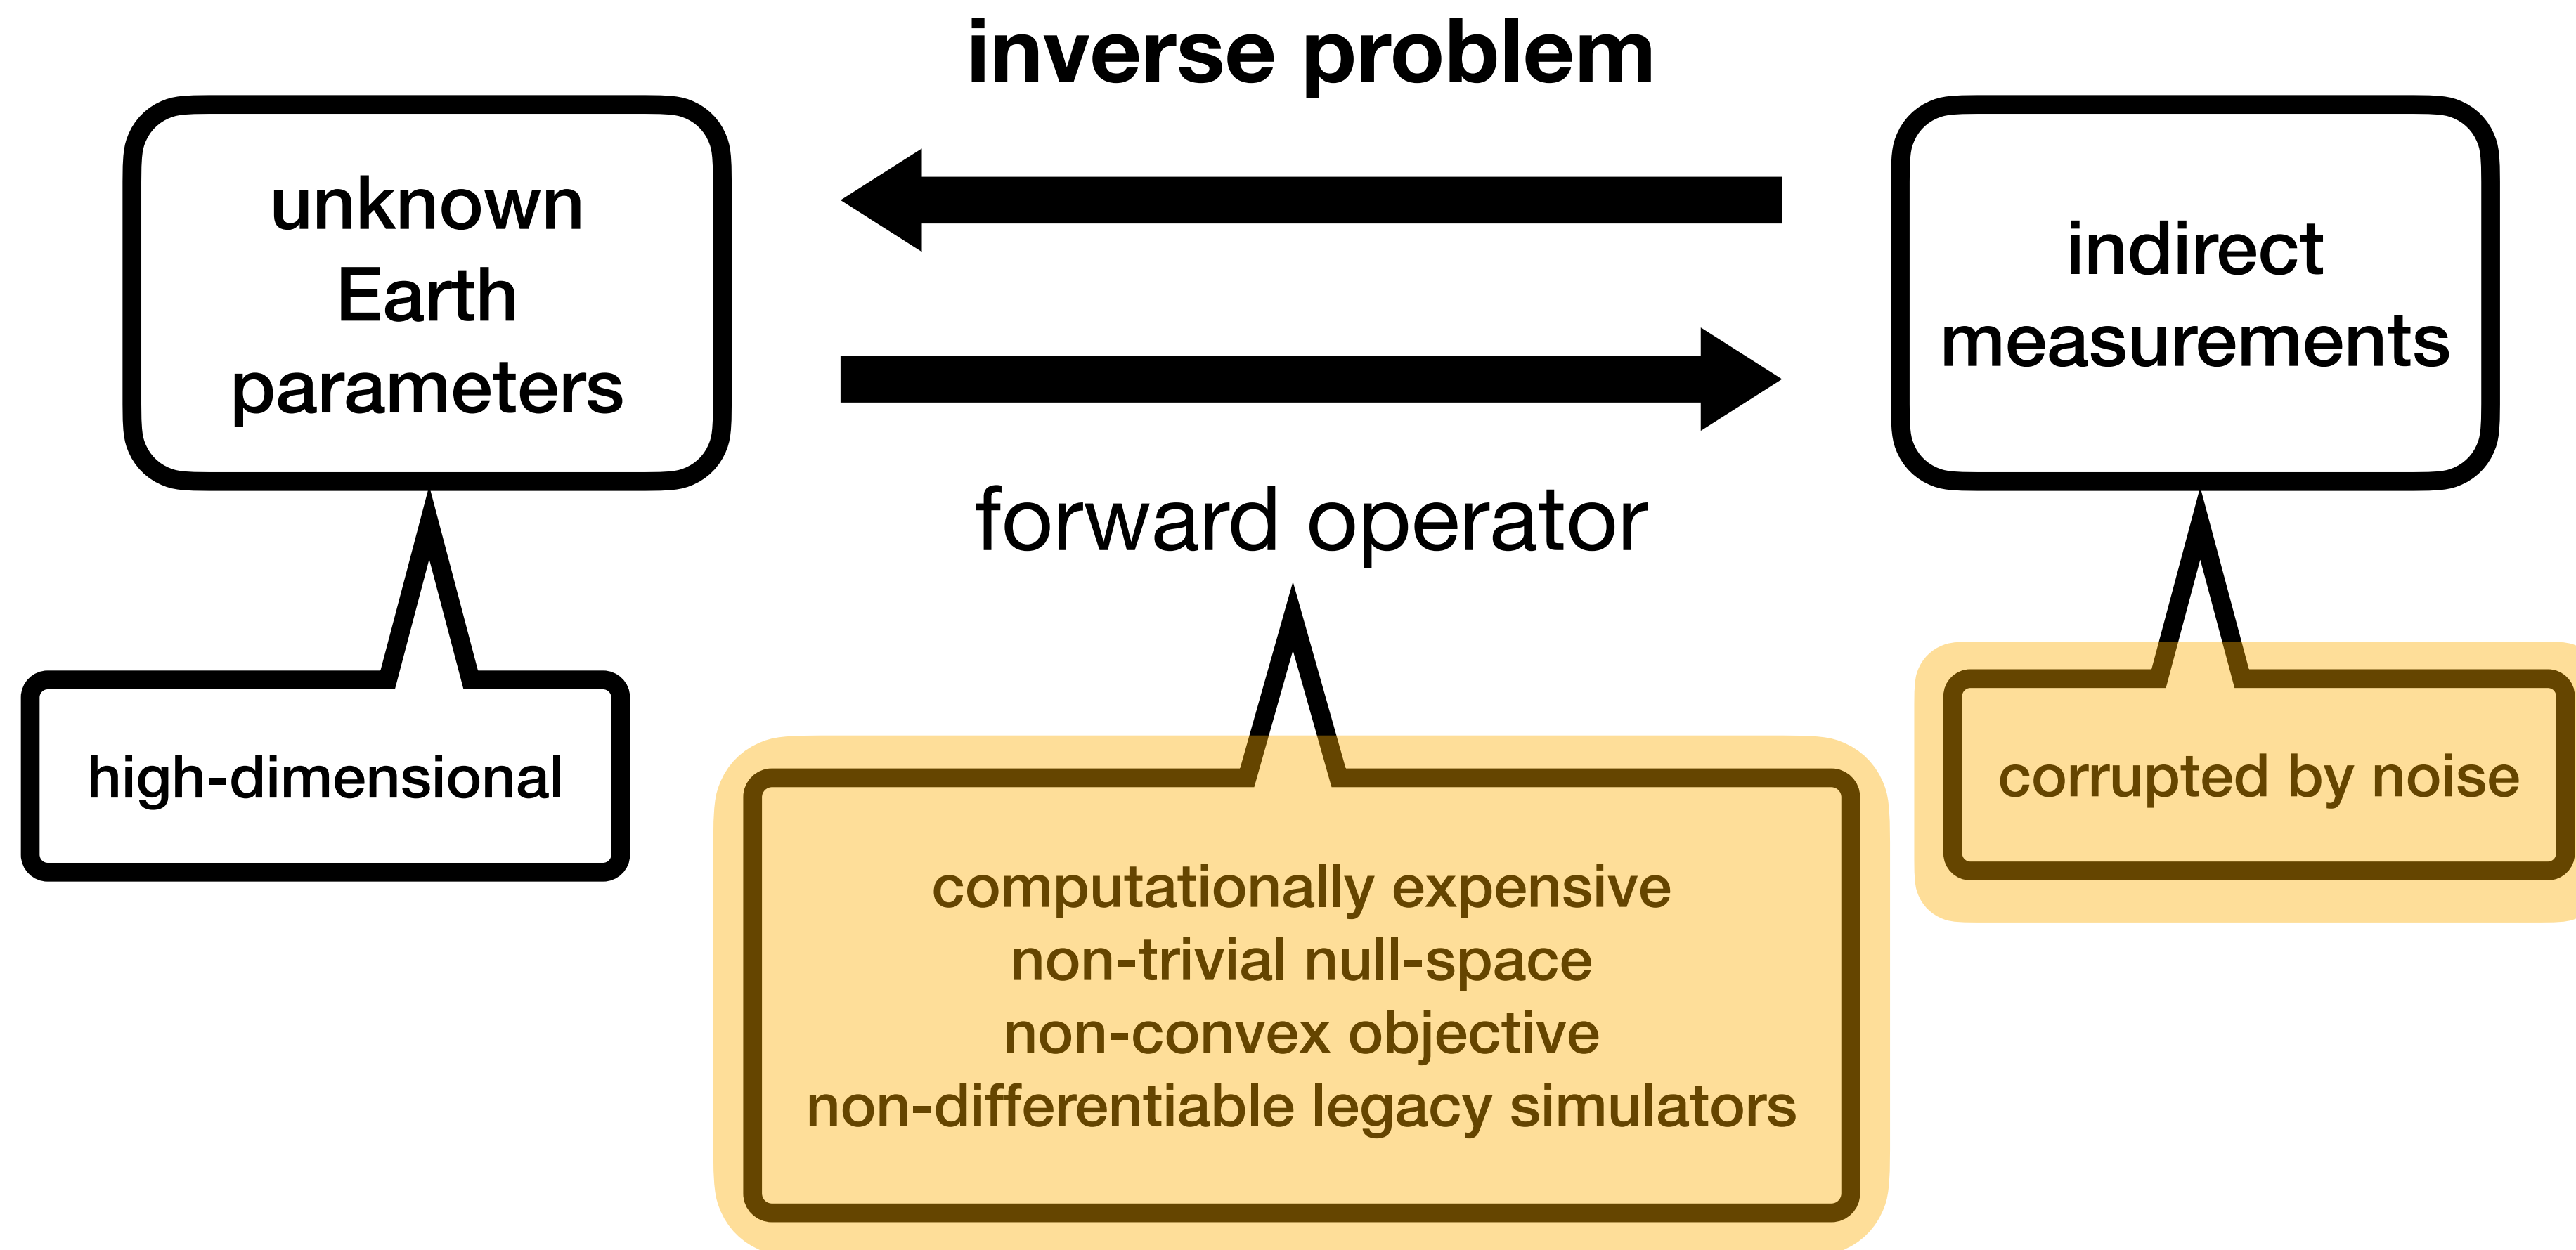 inverse problem
unknown
Earth
parameters
indirect
measurements
forward operator
high-dimensional
corrupted by noise
computationally expensive
non-trivial null-space
non-convex objective
non-differentiable legacy simulators